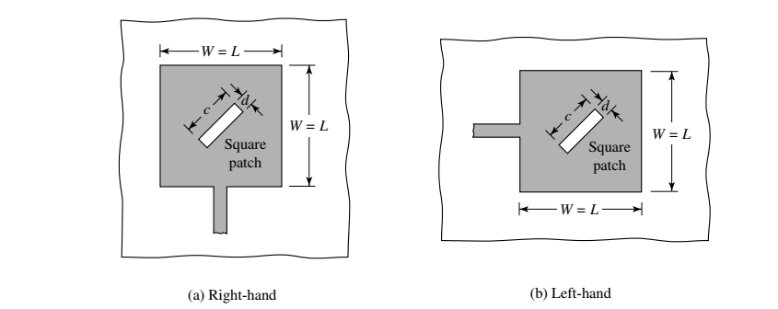 W = L
c
d
W = L
Square
patch
(a) Right-hand
c
d
W = L
Square
patch
W = L
(b) Left-hand